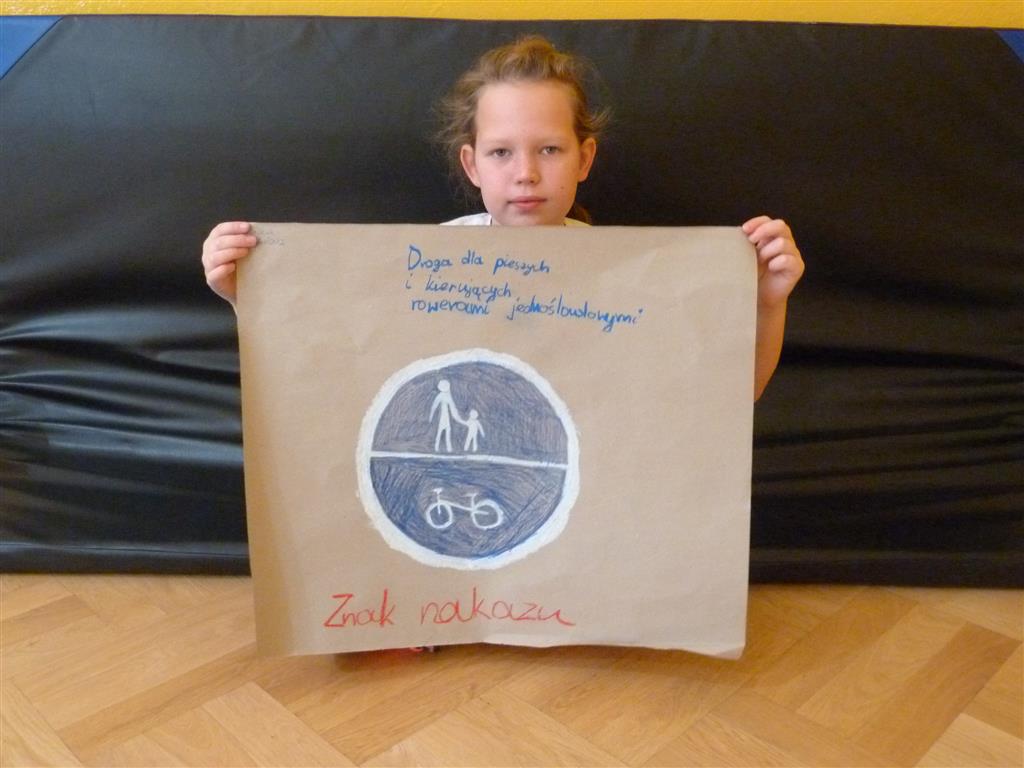 Droga dla pieszych
i kierujących
rowerami jednośladowymi
Znak nakazu